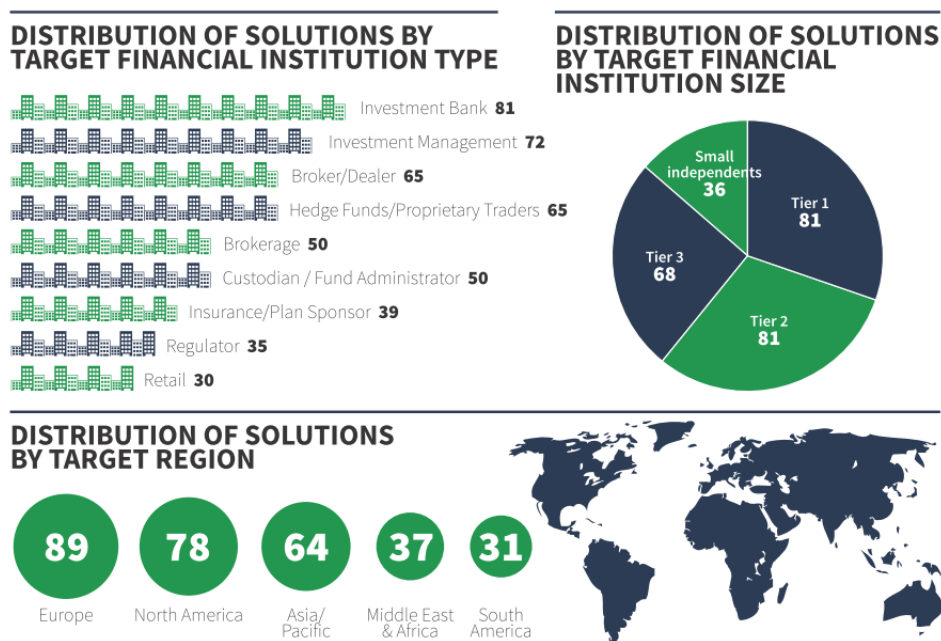 DISTRIBUTION OF SOLUTIONS BY
TARGET FINANCIAL INSTITUTION TYPE
Investment Bank 81
Investment Management 72
Broker/Dealer 65
Hedge Funds/Proprietary Traders 65
Brokerage 50
Custodian / Fund Administrator 50
Insurance/Plan Sponsor 39
Regulator 35
Retail 30
DISTRIBUTION OF SOLUTIONS
BY TARGET FINANCIAL
INSTITUTION SIZE
Small
independents
36
Tier 1
81
Tier 3
68
Tier 2
81
DISTRIBUTION OF SOLUTIONS
BY TARGET REGION
89
Europe
78
North America
64
Asia/
Pacific
37
Middle East
& Africa
31
South
America